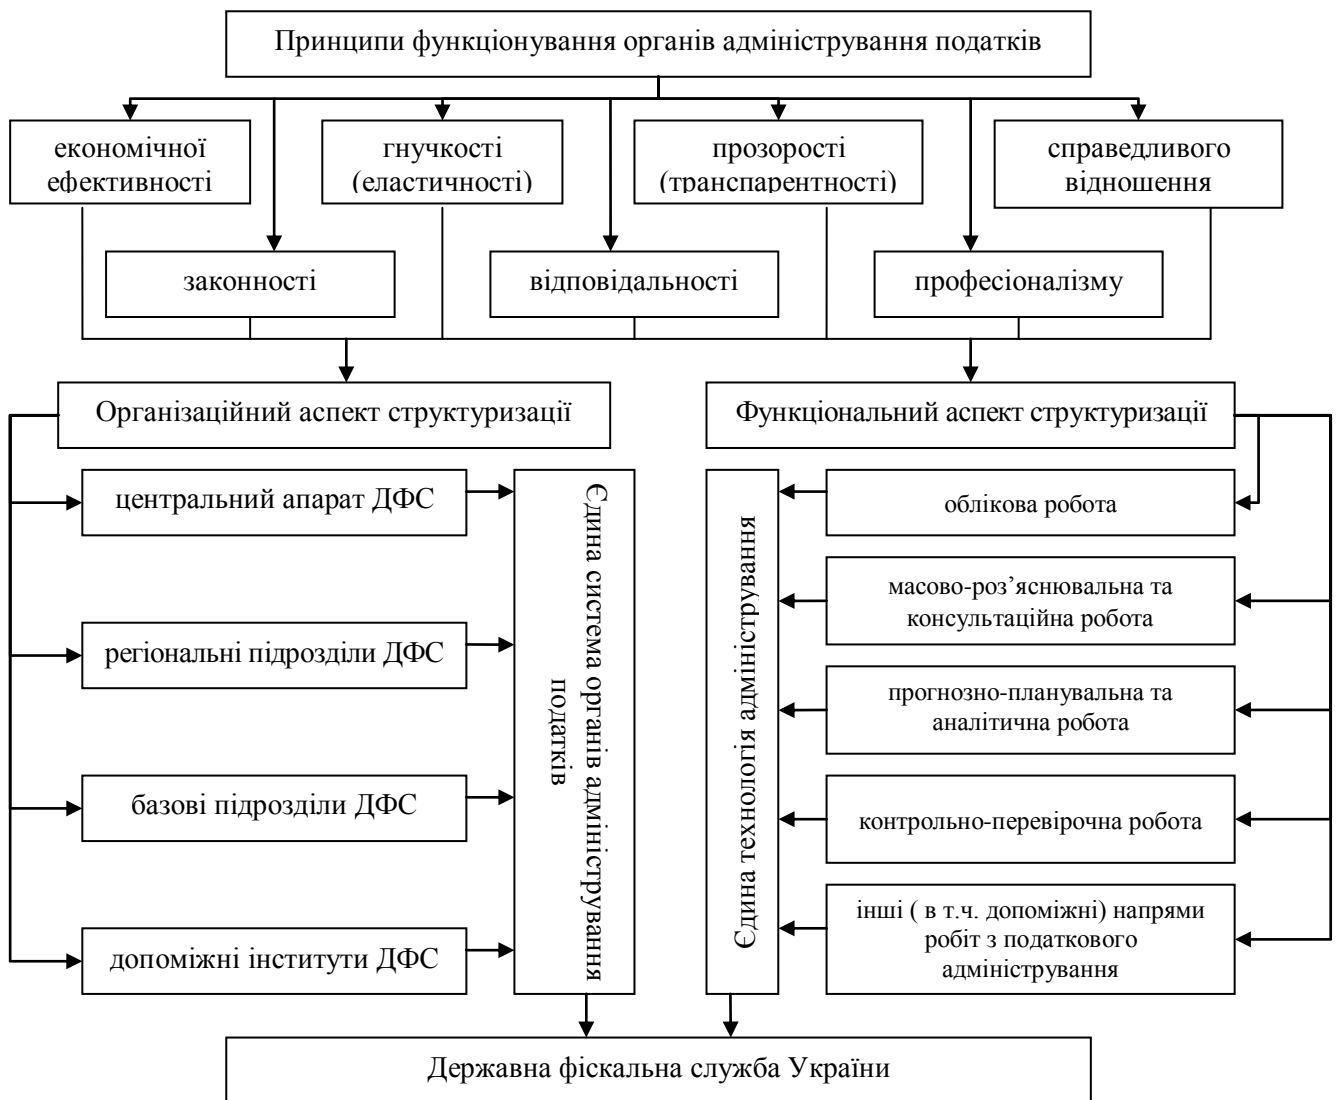 Принципи функціонування органів адміністрування податків
економічної
ефективності
гнучкості
(еластичності)
прозорості
(транспарентності)
справедливого
відношення
законності
відповідальності
професіоналізму
Організаційний аспект структуризації
Функціональний аспект структуризації
центральний апарат ДФС
регіональні підрозділи ДФС
базові підрозділи ДФС
допоміжні інститути ДФС
Єдина система органів адміністрування
податків
Єдина технологія адміністрування
облікова робота
масово-роз’яснювальна та
консультаційна робота
прогнозно-планувальна та
аналітична робота
контрольно-перевірочна робота
інші ( в т.ч. допоміжні) напрями
робіт з податкового
адміністрування
Державна фіскальна служба України